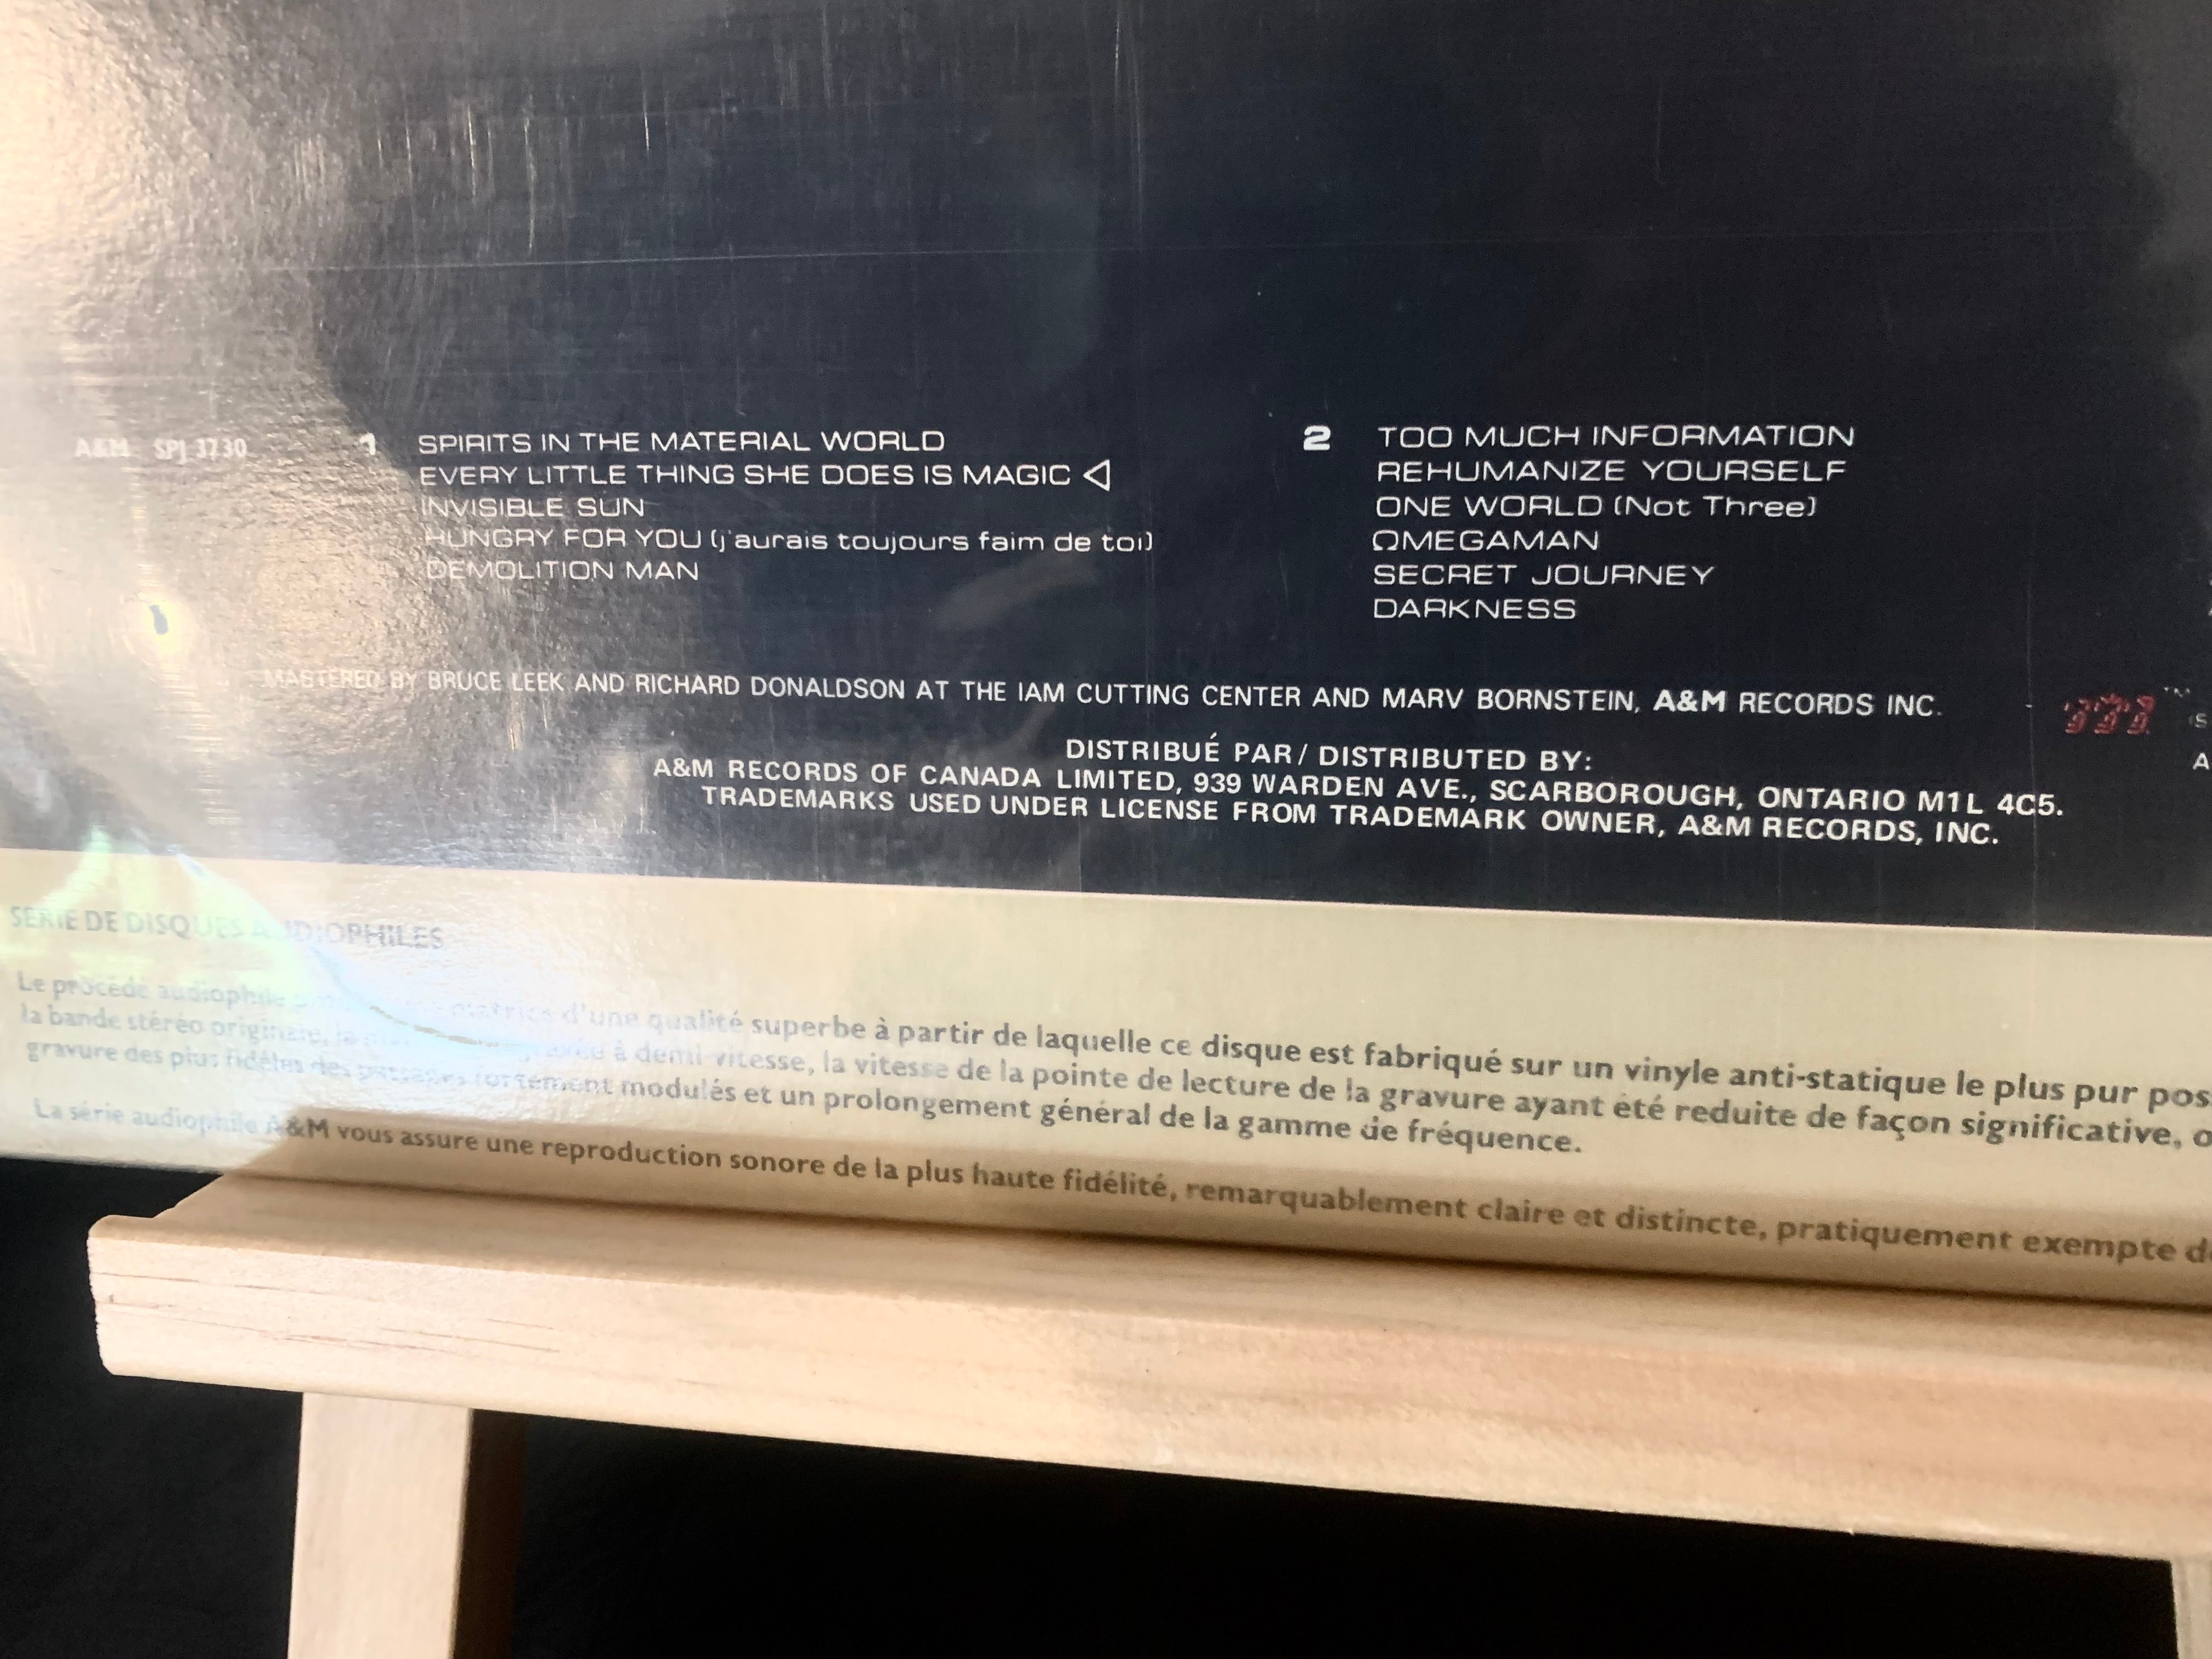 A&M SPJ 3730
1 SPIRITS IN THE MATERIAL WORLD
EVERY LITTLE THING SHE DOES IS MAGIC ◁
INVISIBLE SUN
HUNGRY FOR YOU (j'aurais toujours faim de toi)
DEMOLITION MAN
2 TOO MUCH INFORMATION
REHUMANIZE YOURSELF
ONE WORLD (Not Three)
ΩMEGAMAN
SECRET JOURNEY
DARKNESS
MASTERED BY BRUCE LEEK AND RICHARD DONALDSON AT THE IAM CUTTING CENTER AND MARV BORNSTEIN, A&M RECORDS INC.
TM
DISTRIBUÉ PAR / DISTRIBUTED BY:
A&M RECORDS OF CANADA LIMITED, 939 WARDEN AVE., SCARBOROUGH, ONTARIO M1L 4C5.
TRADEMARKS USED UNDER LICENSE FROM TRADEMARK OWNER, A&M RECORDS, INC.
SÉRIE DE DISQUES AUDIOPHILES
Le procédé audiophile matrice d'une qualité superbe à partir de laquelle ce disque est fabriqué sur un vinyle anti-statique le plus pur
la bande stéréo originale, à demi-vitesse, la vitesse de la pointe de lecture de la gravure ayant été reduite de façon significative,
gravure des plus fidèles des passages fortement modulés et un prolongement général de la gamme de fréquence.
La série audiophile A&M vous assure une reproduction sonore de la plus haute fidélité, remarquablement claire et distincte, pratiquement exempte